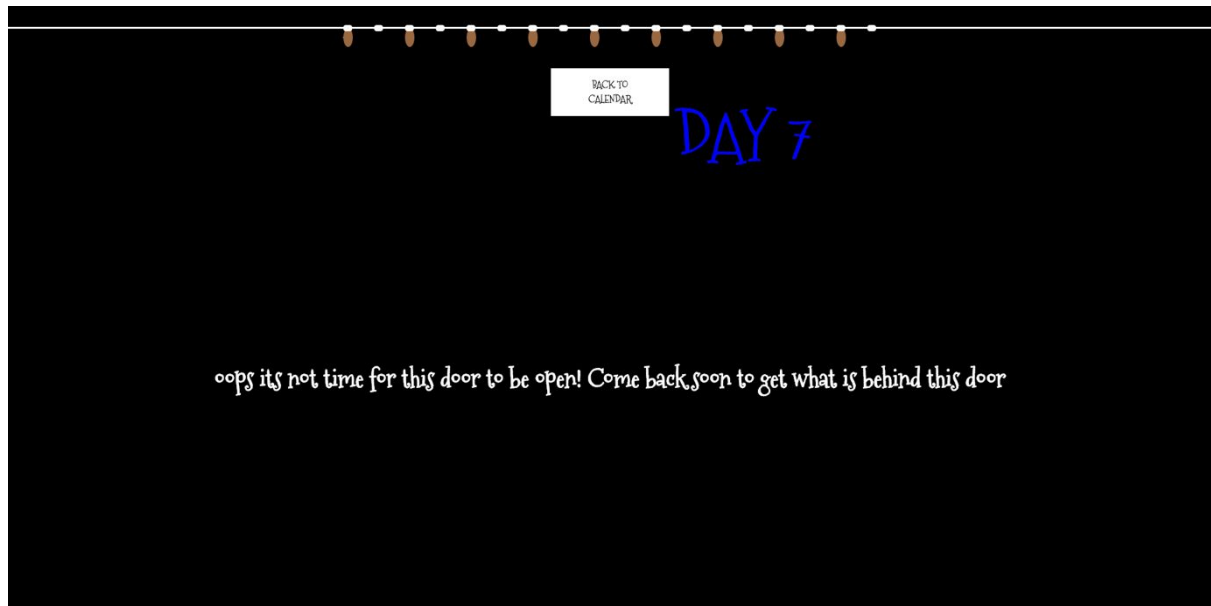 BACK TO
CALENDAR
DAY 7
oops its not time for this door to be open! Come back soon to get what is behind this door